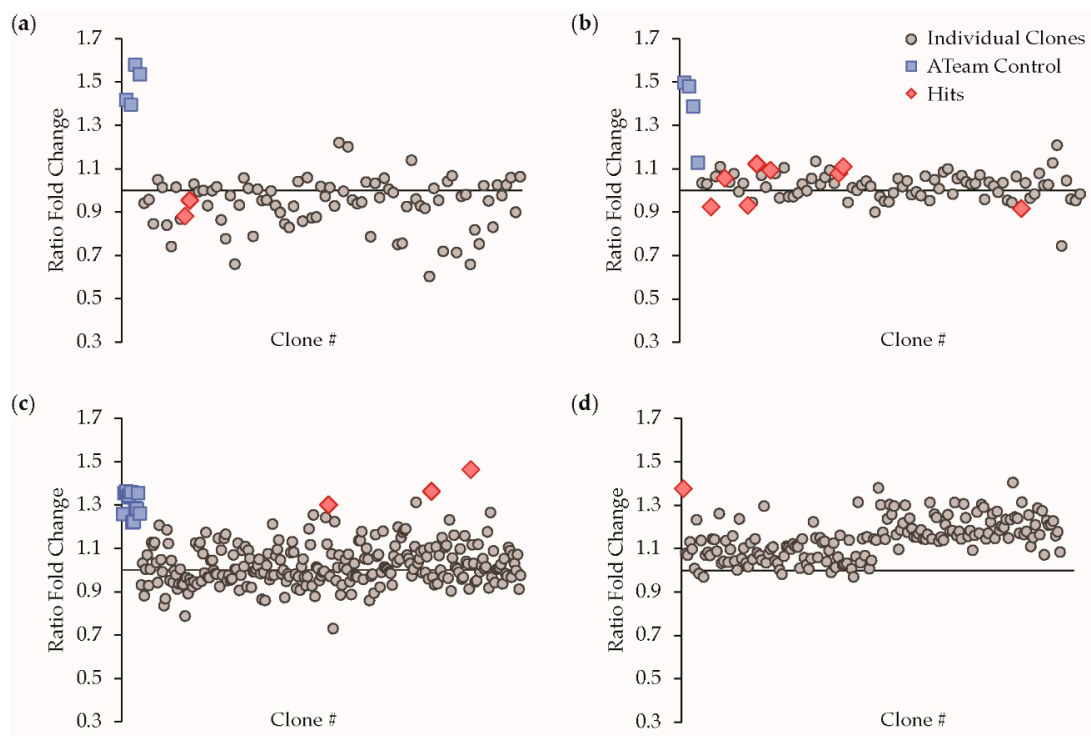 (a)
1.7
1.5
1.3
1.1
0.9
0.7
0.5
0.3
Ratio Fold Change
Clone #
(b)
1.7
1.5
1.3
1.1
0.9
0.7
0.5
0.3
Ratio Fold Change
Clone #
Individual Clones
ATeam Control
Hits
(c)
1.7
1.5
1.3
1.1
0.9
0.7
0.5
0.3
Ratio Fold Change
Clone #
(d)
1.7
1.5
1.3
1.1
0.9
0.7
0.5
0.3
Ratio Fold Change
Clone #